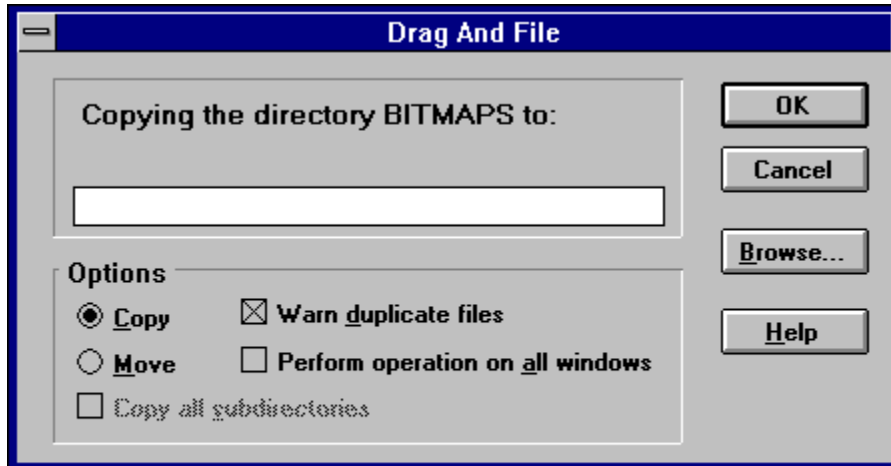 Drag And File
Copying the directory BITMAPS to:
OK
Cancel
Browse...
Help
Options
Copy
Warn duplicate files
Move
Perform operation on all windows
Copy all subdirectories